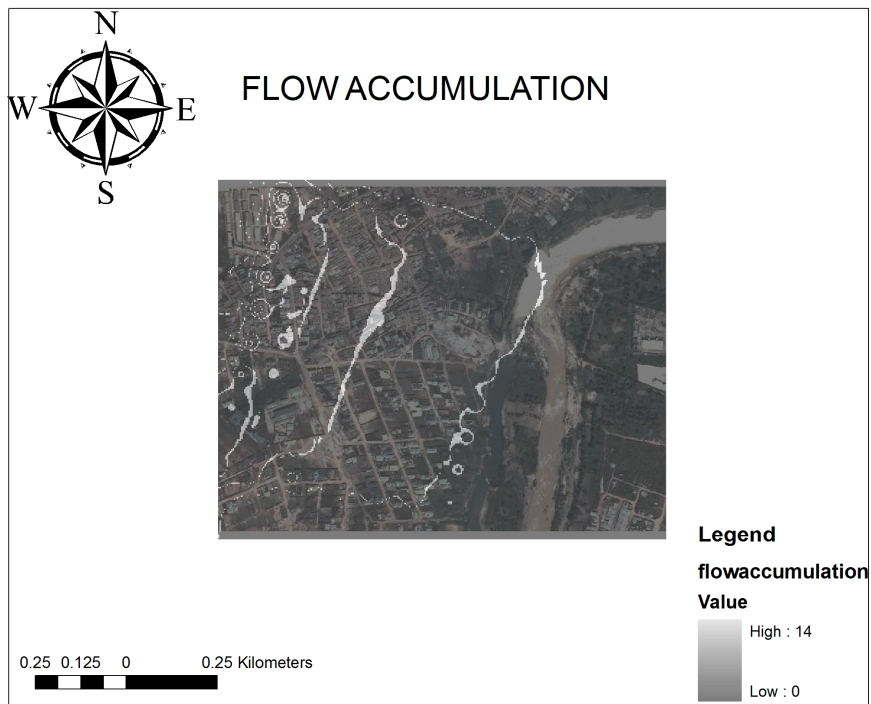 N
W E
S
FLOW ACCUMULATION
Legend
flowaccumulation
Value
High : 14
Low : 0
0.25 0.125 0 0.25 Kilometers